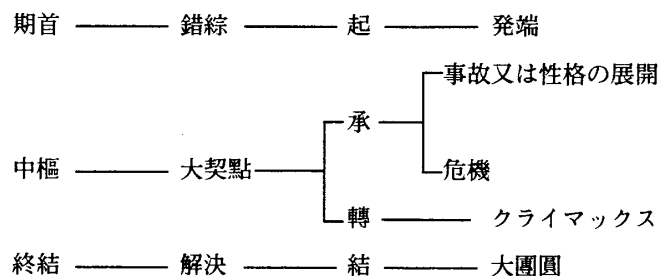 期首 錯綜 起 発端
事故又は性格の展開
承
中樞 大契點 危機
轉 クライマックス
終結 解決 結 大團圓